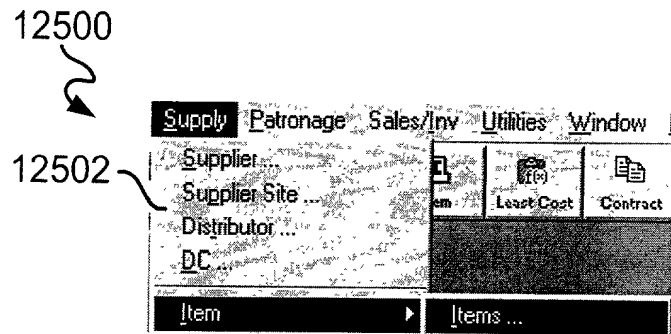 12500
Supply Patronage Sales/Inv Utilities Window
12502
Supplier ...
Supplier Site ...
Distributor ...
DC ...
Least Cost
Contract
Item
Items ...